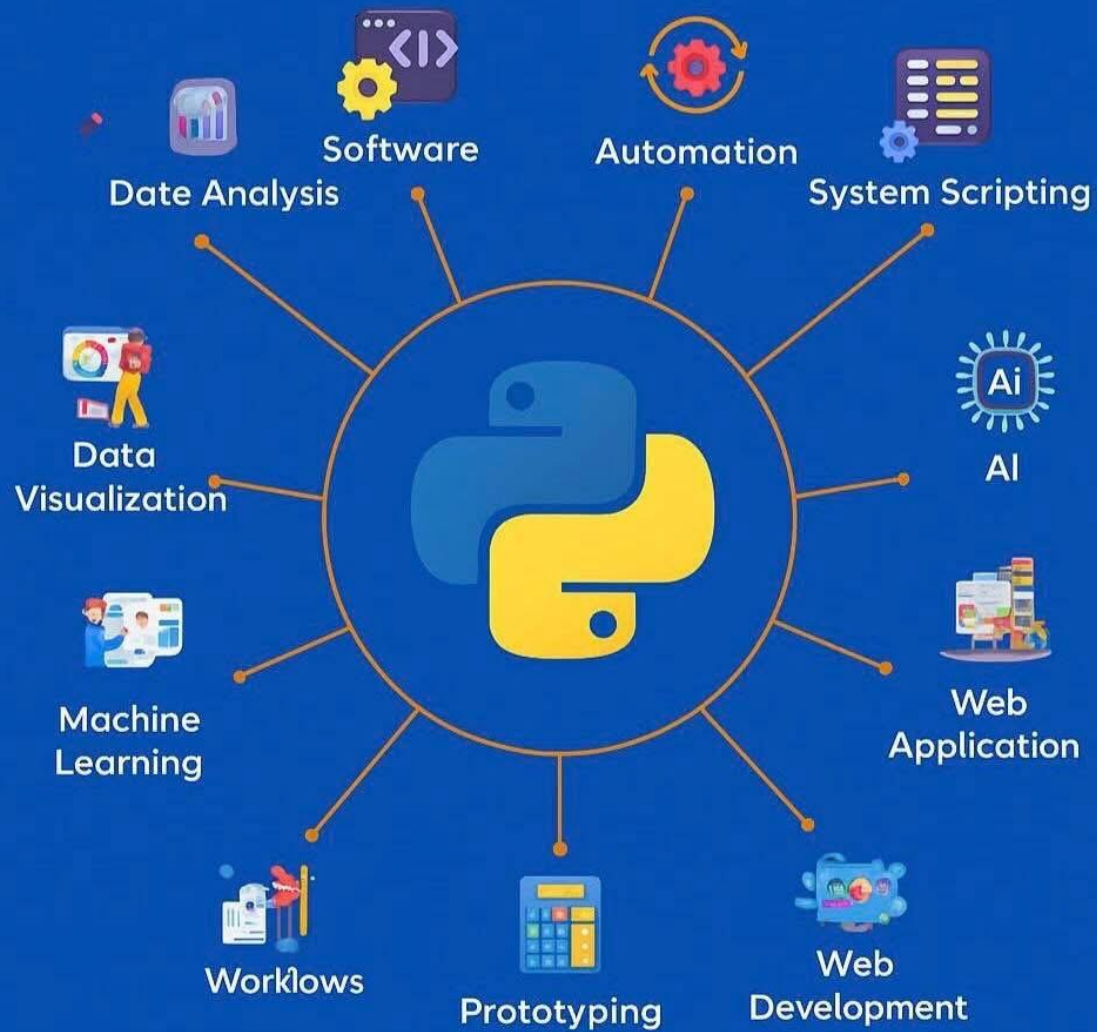 Software
Automation
Date Analysis
System Scripting
Ai
AI
Data
Visualization
Machine
Learning
Web
Application
Workflows
Prototyping
Web
Development